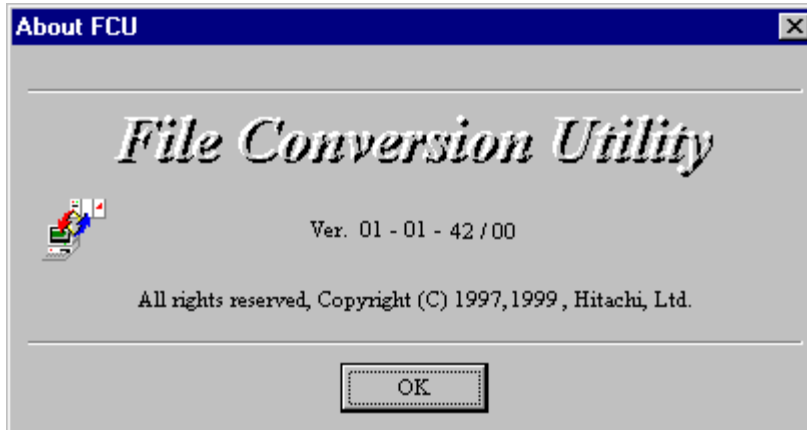 About FCU
File Conversion Utility
Ver. 01 - 01 - 42 / 00
All rights reserved, Copyright (C) 1997,1999 , Hitachi, Ltd.
OK